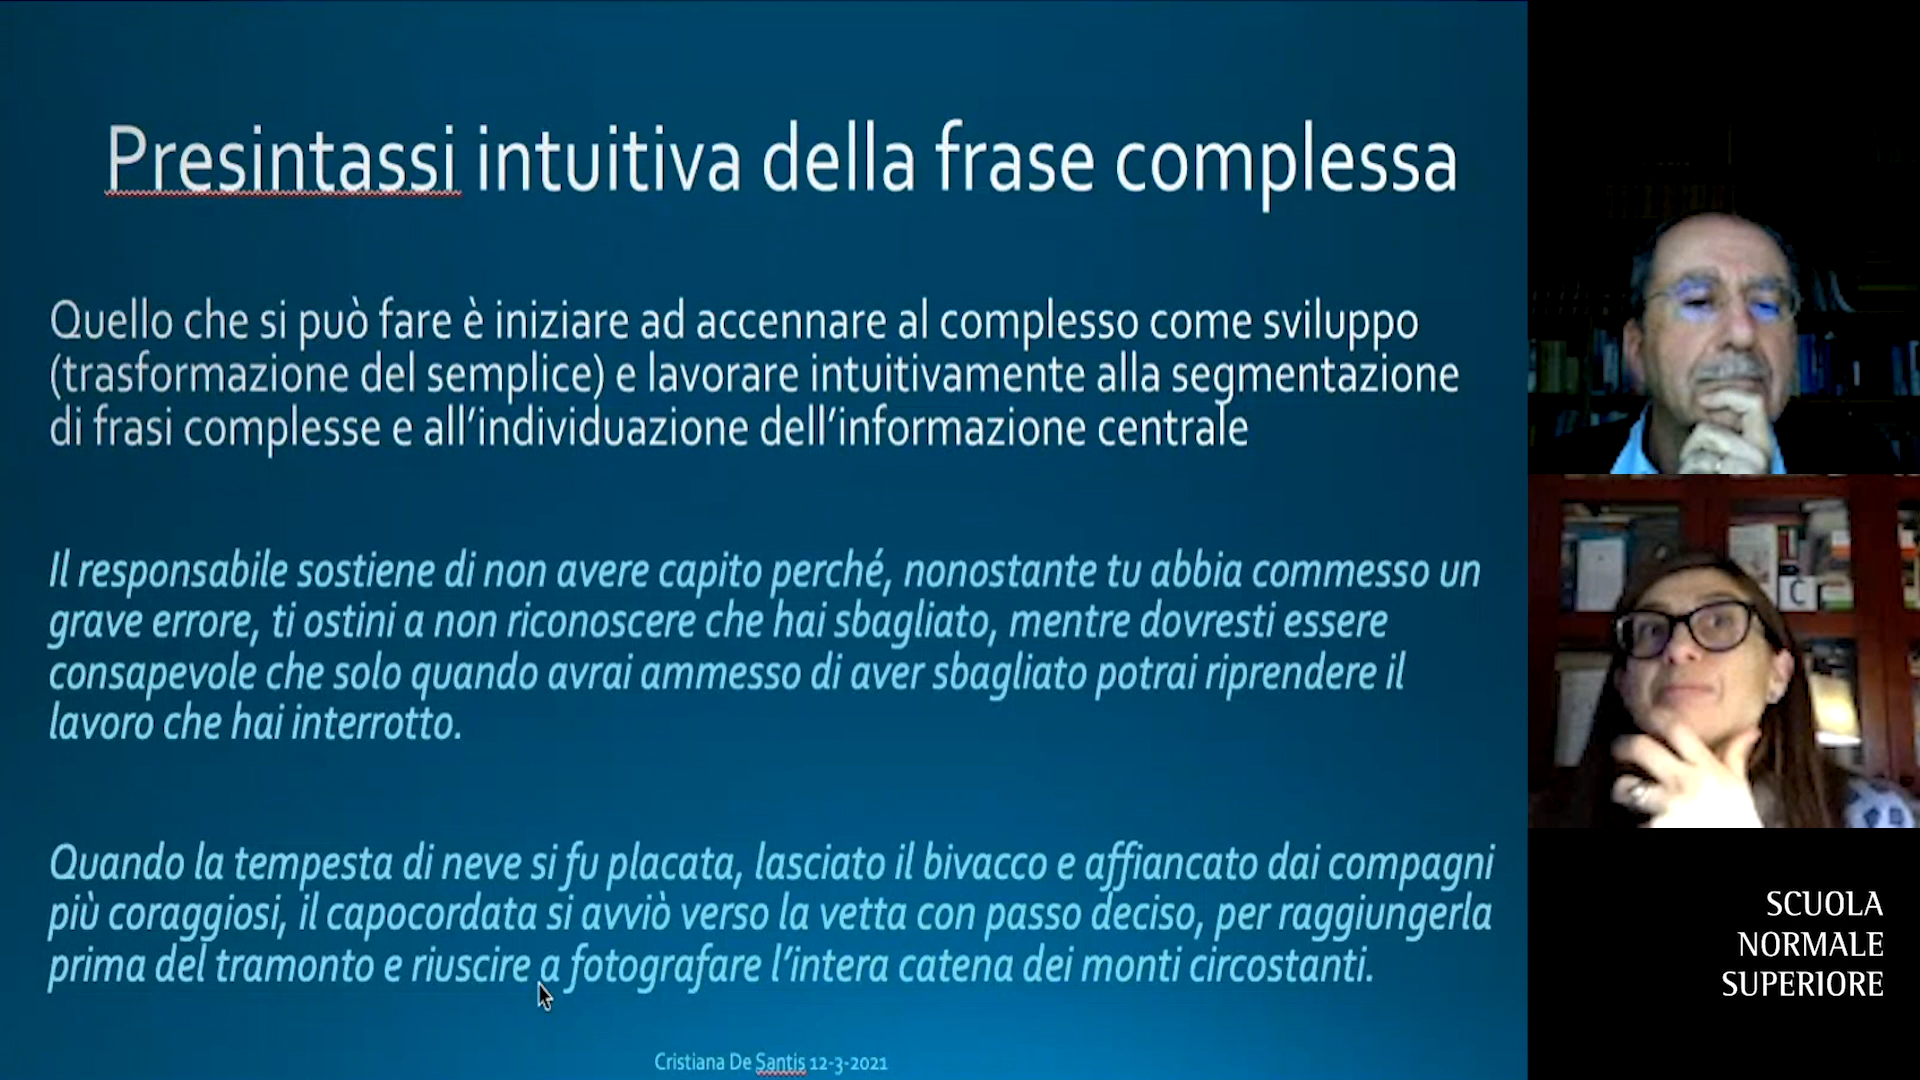 Presintassi intuitiva della frase complessa
Quello che si può fare è iniziare ad accennare al complesso come sviluppo
(trasformazione del semplice) e lavorare intuitivamente alla segmentazione
di frasi complesse e all’individuazione dell’informazione centrale
Il responsabile sostiene di non avere capito perché, nonostante tu abbia commesso un
grave errore, ti ostini a non riconoscere che hai sbagliato, mentre dovresti essere
consapevole che solo quando avrai ammesso di aver sbagliato potrai riprendere il
lavoro che hai interrotto.
Quando la tempesta di neve si fu placata, lasciato il bivacco e affiancato dai compagni
più coraggiosi, il capocordata si avviò verso la vetta con passo deciso, per raggiungerla
prima del tramonto e riuscire a fotografare l’intera catena dei monti circostanti.
Cristiana De Santis 12-3-2021
C
SCUOLA
NORMALE
SUPERIORE